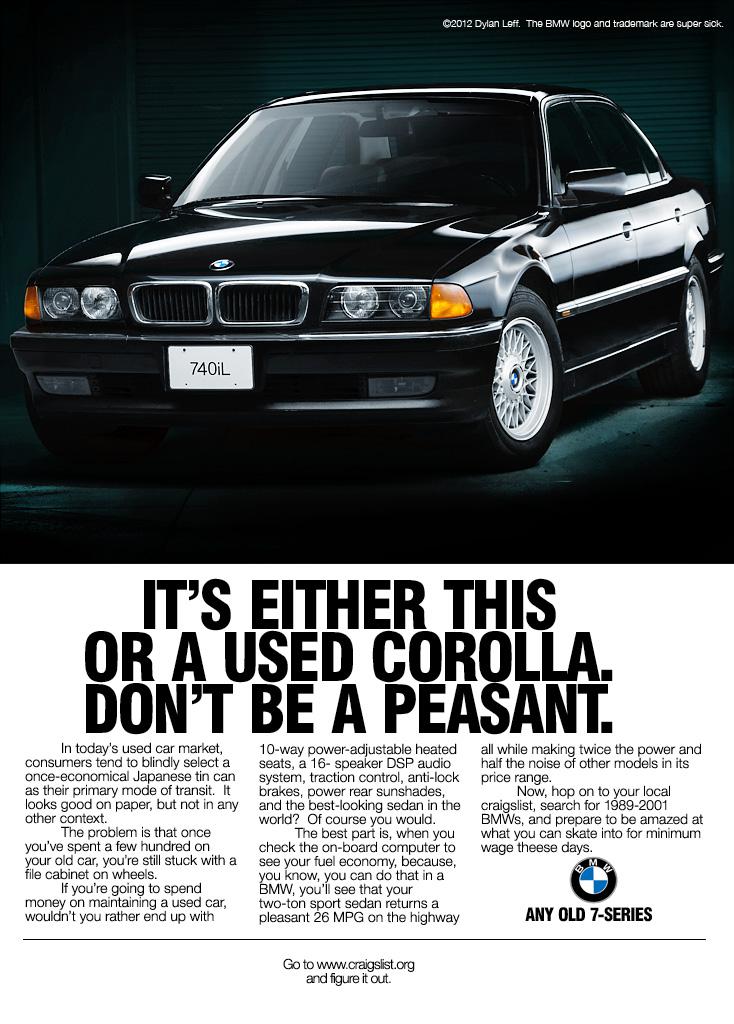 ©2012 Dylan Leff. The BMW logo and trademark are super sick.
740iL
IT'S EITHER THIS
OR A USED COROLLA.
DON'T BE A PEASANT.
In today's used car market,
consumers tend to blindly select a
once-economical Japanese tin can
as their primary mode of transit. It
looks good on paper, but not in any
other context.
The problem is that once
you've spent a few hundred on
your old car, you're still stuck with a
file cabinet on wheels.
If you're going to spend
money on maintaining a used car,
wouldn't you rather end up with
10-way power-adjustable heated
seats, a 16- speaker DSP audio
system, traction control, anti-lock
brakes, power rear sunshades,
and the best-looking sedan in the
world? Of course you would.
The best part is, when you
check the on-board computer to
see your fuel economy, because,
you know, you can do that in a
BMW, you'll see that your
two-ton sport sedan returns a
pleasant 26 MPG on the highway
all while making twice the power and
half the noise of other models in its
price range.
Now, hop on to your local
craigslist, search for 1989-2001
BMWs, and prepare to be amazed at
what you can skate into for minimum
wage theese days.
BMW
ANY OLD 7-SERIES
Go to www.craigslist.org
and figure it out.